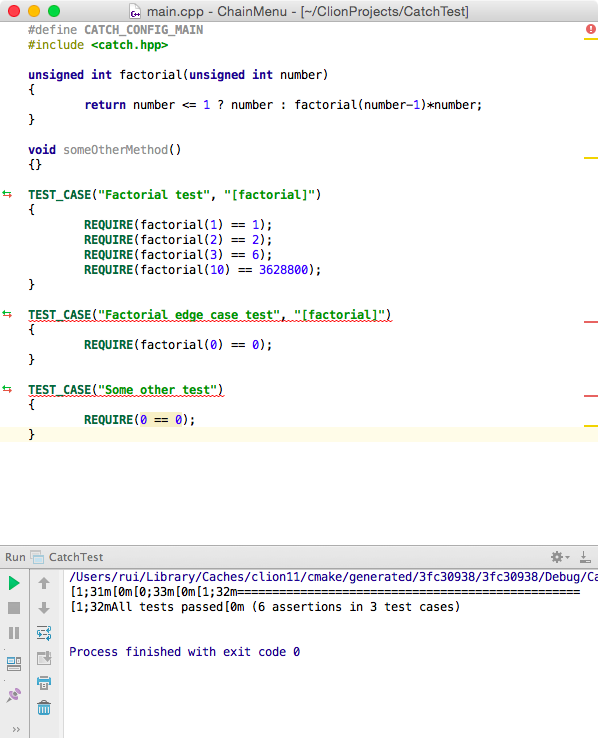 main.cpp - ChainMenu - [~/ClionProjects/CatchTest]
#define CATCH_CONFIG_MAIN
#include <catch.hpp>
unsigned int factorial(unsigned int number)
{
return number <= 1 ? number : factorial(number-1)*number;
}
void someOtherMethod()
{}
TEST_CASE("Factorial test", "[factorial]")
{
REQUIRE(factorial(1) == 1);
REQUIRE(factorial(2) == 2);
REQUIRE(factorial(3) == 6);
REQUIRE(factorial(10) == 3628800);
}
TEST_CASE("Factorial edge case test", "[factorial]")
{
REQUIRE(factorial(0) == 0);
}
TEST_CASE("Some other test")
{
REQUIRE(0 == 0);
}
Run CatchTest
/Users/rui/Library/Caches/clion11/cmake/generated/3fc30938/3fc30938/Debug/Ca
[1;31m[0m[0;33m[0m[1;32m=================================================
[1;32mAll tests passed[0m (6 assertions in 3 test cases)
Process finished with exit code 0